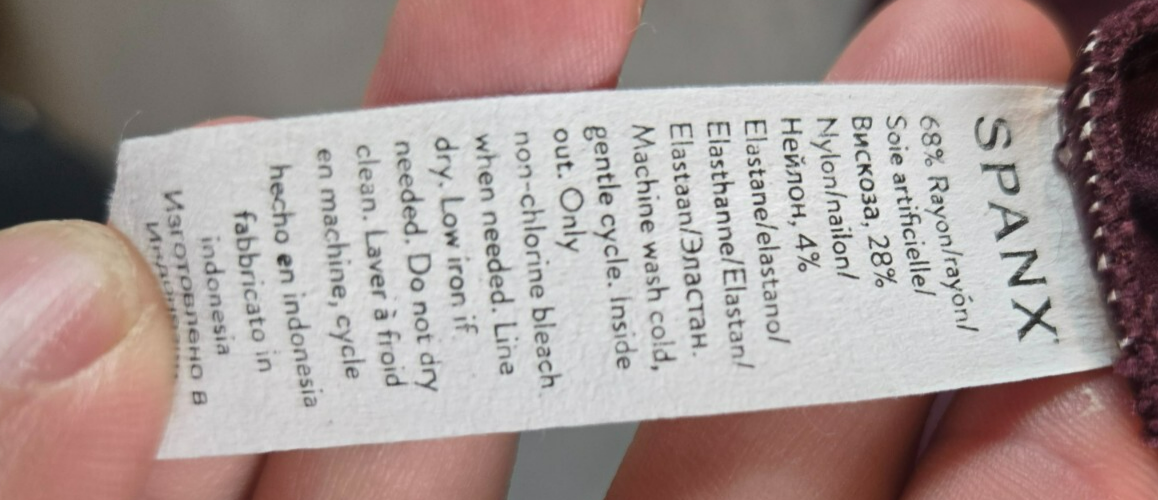 SPANX
68% Rayon/rayón/
Soie artificielle/
Вискоза, 28%
Nylon/nailon/
Нейлон, 4%
Elastane/elastano/
Elasthanne/Elastan/
Elastaan/Эластан.
Machine wash cold,
gentle cycle. Inside
out. Only
non-chlorine bleach
when needed. Line
dry. Low iron if
needed. Do not dry
clean. Laver à froid
en machine, cycle
hecho en indonesia
fabbricato in
indonesia
Изготовлено в